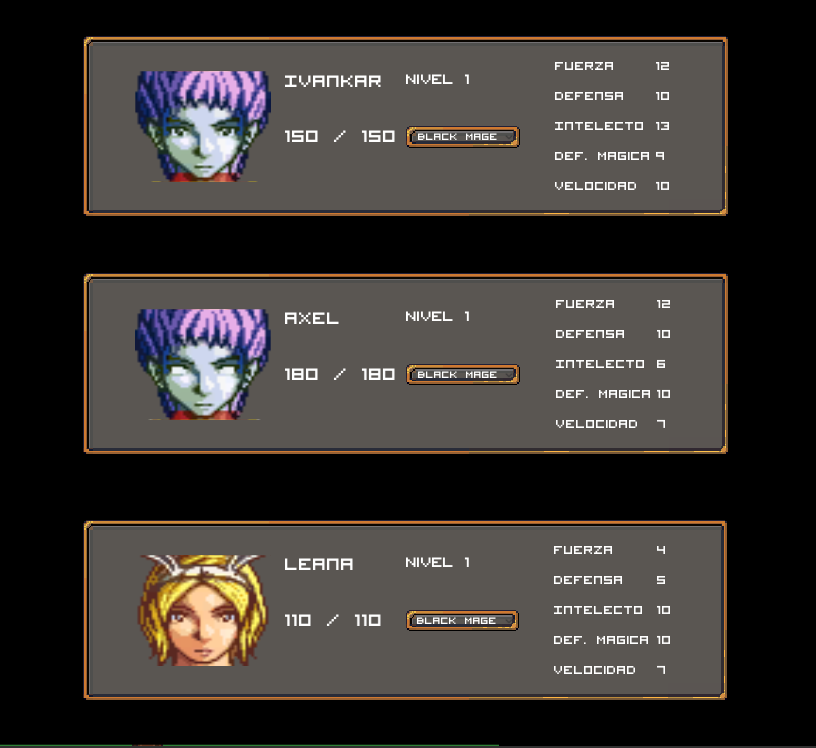 IVANKAR NIVEL 1
150 / 150 BLACK MAGE
FUERZA 12
DEFENSA 10
INTELECTO 13
DEF. MAGICA 9
VELOCIDAD 10
AXEL NIVEL 1
180 / 180 BLACK MAGE
FUERZA 12
DEFENSA 10
INTELECTO 6
DEF. MAGICA 10
VELOCIDAD 7
LEANA NIVEL 1
110 / 110 BLACK MAGE
FUERZA 4
DEFENSA 5
INTELECTO 10
DEF. MAGICA 10
VELOCIDAD 7